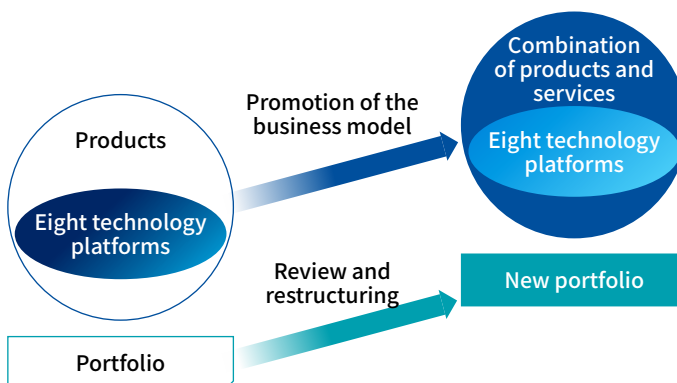 Products
Eight technology
platforms
Portfolio
Promotion of the
business model
Review and
restructuring
Combination
of products and
services
Eight technology
platforms
New portfolio